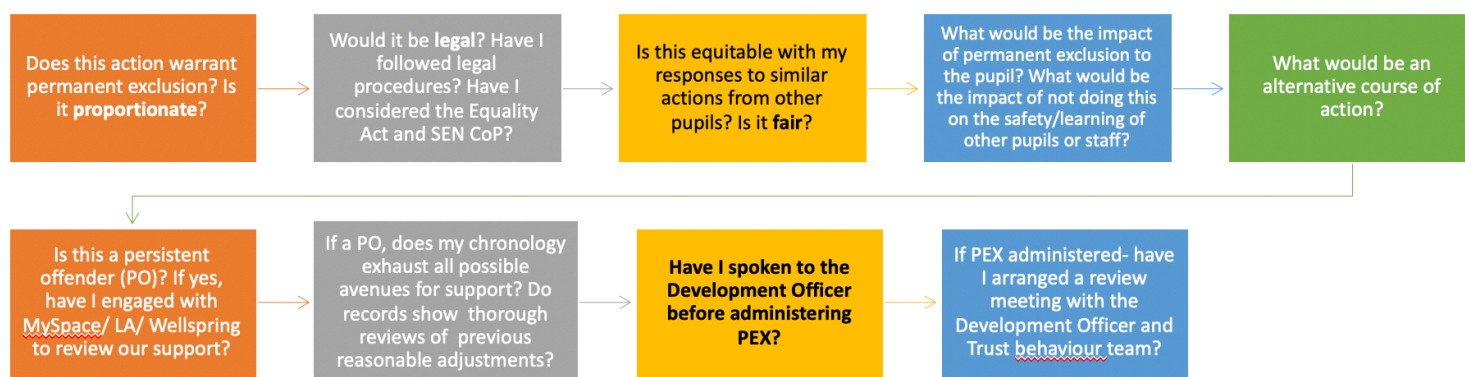 Does this action warrant
permanent exclusion? Is
it proportionate?
Would it be legal? Have I
followed legal
procedures? Have I
considered the Equality
Act and SEN CoP?
Is this equitable with my
responses to similar
actions from other
pupils? Is it fair?
What would be the impact
of permanent exclusion to
the pupil? What would be
the impact of not doing this
on the safety/learning of
other pupils or staff?
What would be an
alternative course of
action?
Is this a persistent
offender (PO)? If yes,
have I engaged with
MySpace/ LA/ Wellspring
to review our support?
If a PO, does my chronology
exhaust all possible
avenues for support? Do
records show thorough
reviews of previous
reasonable adjustments?
Have I spoken to the
Development Officer
before administering
PEX?
If PEX administered- have
I arranged a review
meeting with the
Development Officer and
Trust behaviour team?